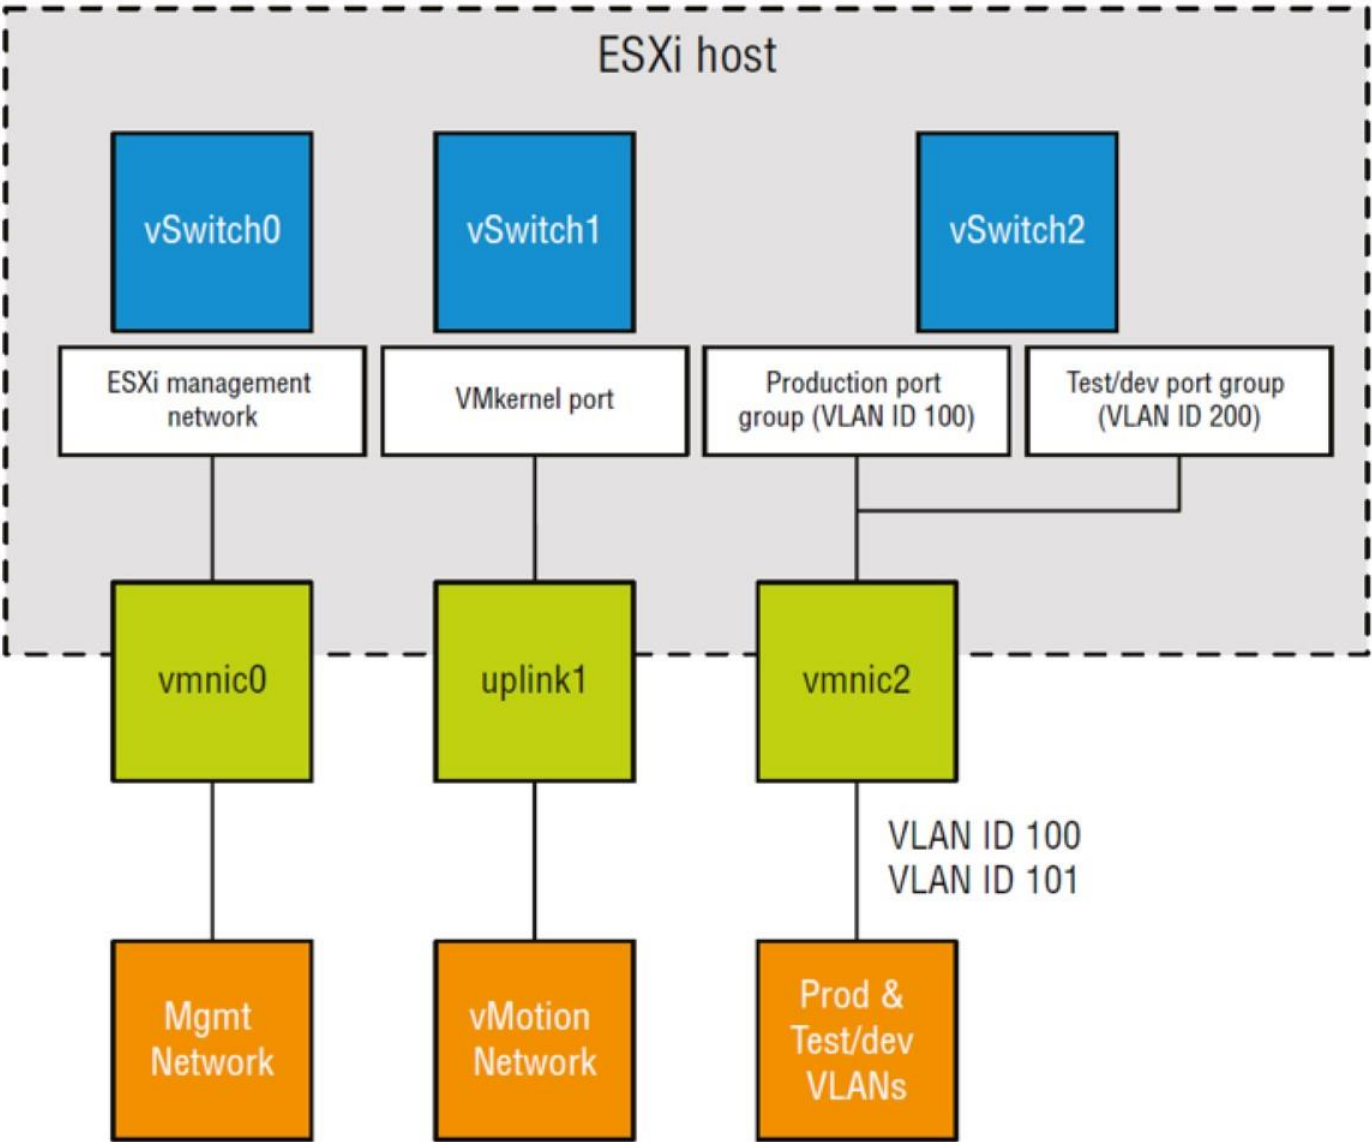 ESXi host
vSwitch0
vSwitch1
vSwitch2
ESXi management
network
VMkernel port
Production port
group (VLAN ID 100)
Test/dev port group
(VLAN ID 200)
vmnic0
uplink1
vmnic2
VLAN ID 100
VLAN ID 101
Mgmt
Network
vMotion
Network
Prod &
Test/dev
VLANs